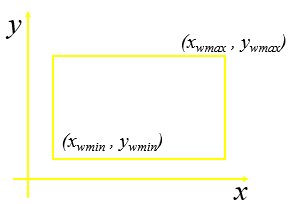 y
(xwmax , ywmax)
(xwmin , ywmin)
x